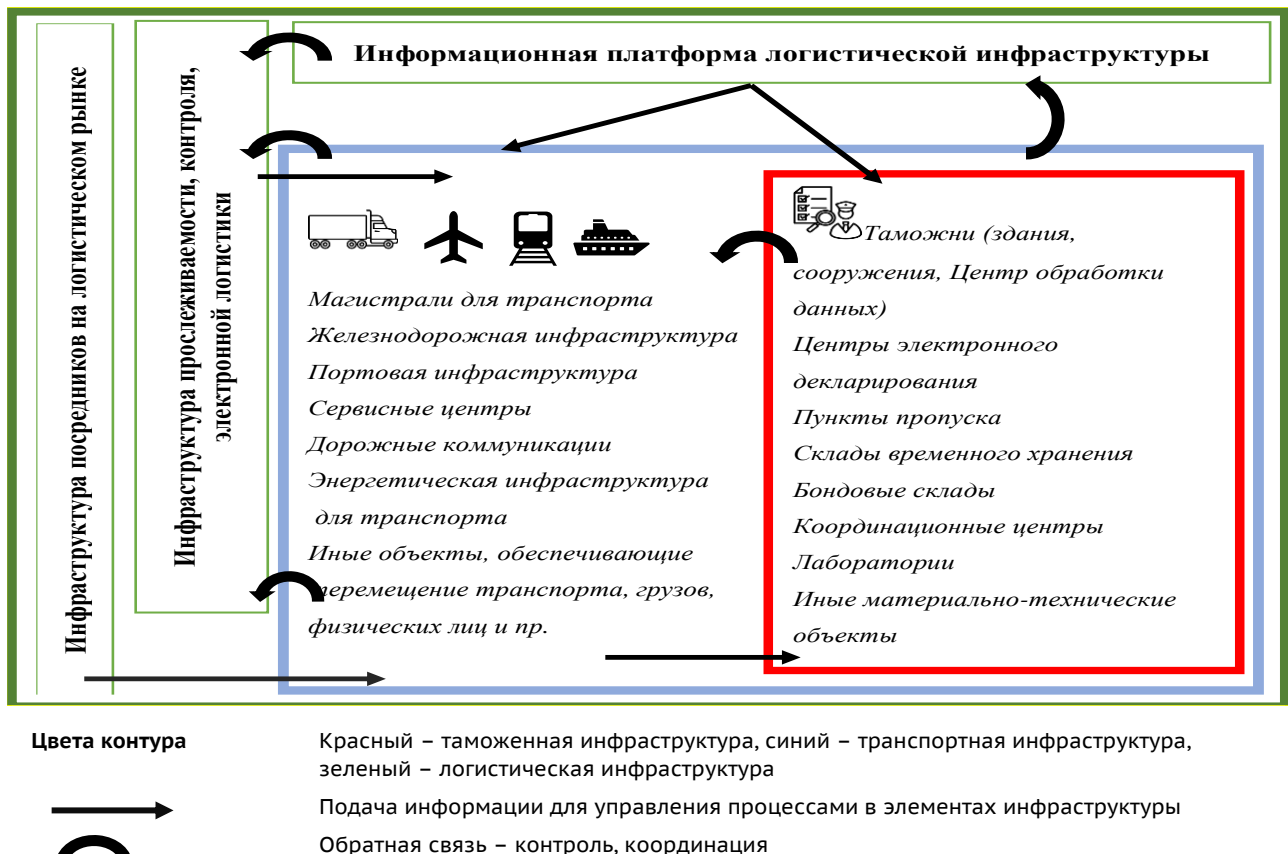 Информационная платформа логистической инфраструктуры
Инфраструктура посредников на логистическом рынке
Инфраструктура прослеживаемости, контроля,
электронной логистики
Магистрали для транспорта
Железнодорожная инфраструктура
Портовая инфраструктура
Сервисные центры
Дорожные коммуникации
Энергетическая инфраструктура
для транспорта
Иные объекты, обеспечивающие
перемещение транспорта, грузов,
физических лиц и пр.
Таможни (здания,
сооружения, Центр обработки
данных)
Центры электронного
декларирования
Пункты пропуска
Склады временного хранения
Бондовые склады
Координационные центры
Лаборатории
Иные материально-технические
объекты
Цвета контура
Красный – таможенная инфраструктура, синий – транспортная инфраструктура,
зеленый – логистическая инфраструктура
Подача информации для управления процессами в элементах инфраструктуры
Обратная связь – контроль, координация